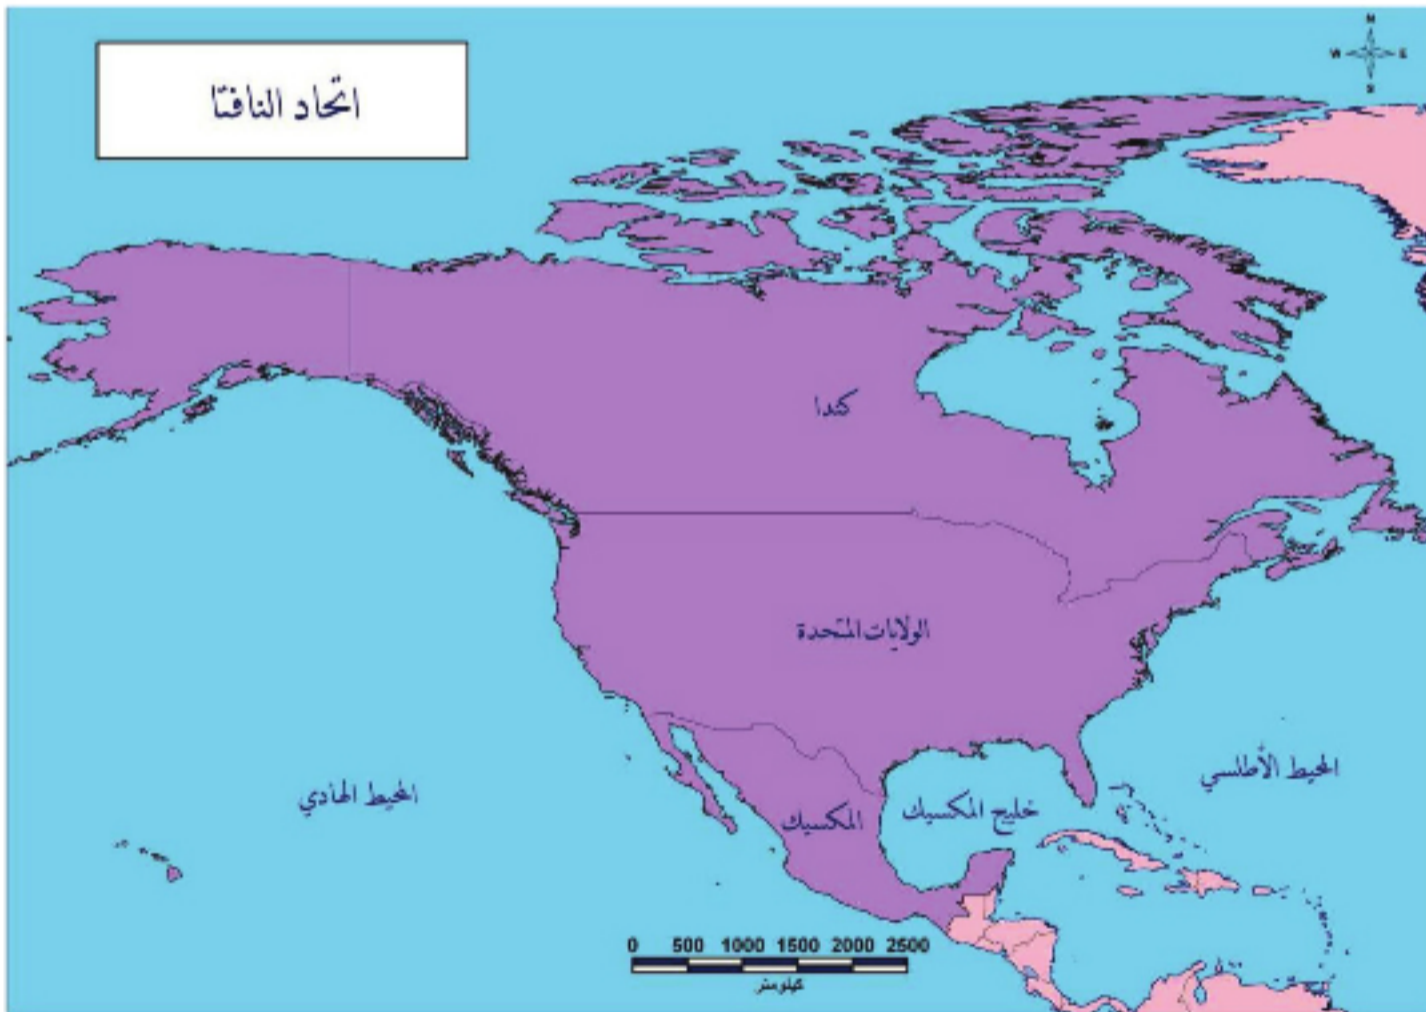 اتحاد النافتا
N
W E
S
كندا
الولايات المتحدة
المحيط الأطلسي
المحيط الهادي
خليج المكسيك
المكسيك
0 500 1000 1500 2000 2500
كيلومتر